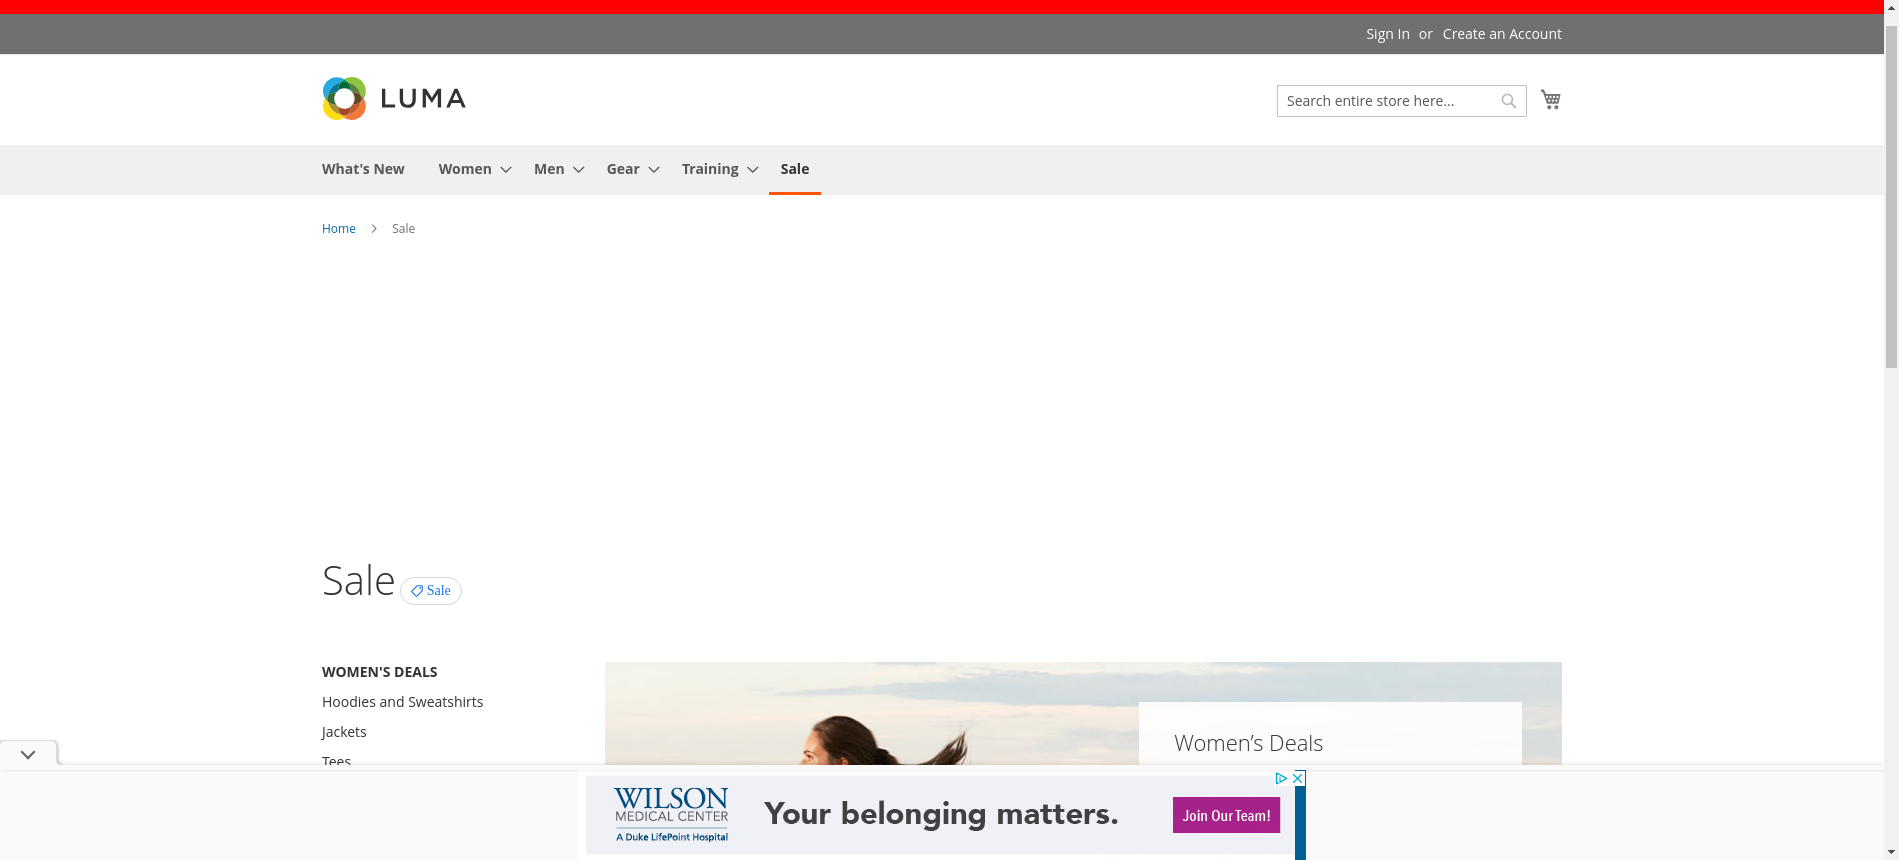 Sign In or Create an Account
LUMA
Search entire store here...
What's New Women Men Gear Training Sale
Home Sale
Sale Sale
WOMEN'S DEALS
Hoodies and Sweatshirts
Jackets
Tees
Women's Deals
WILSON
MEDICAL CENTER
A Duke LifePoint Hospital
Your belonging matters.
Join Our Team!